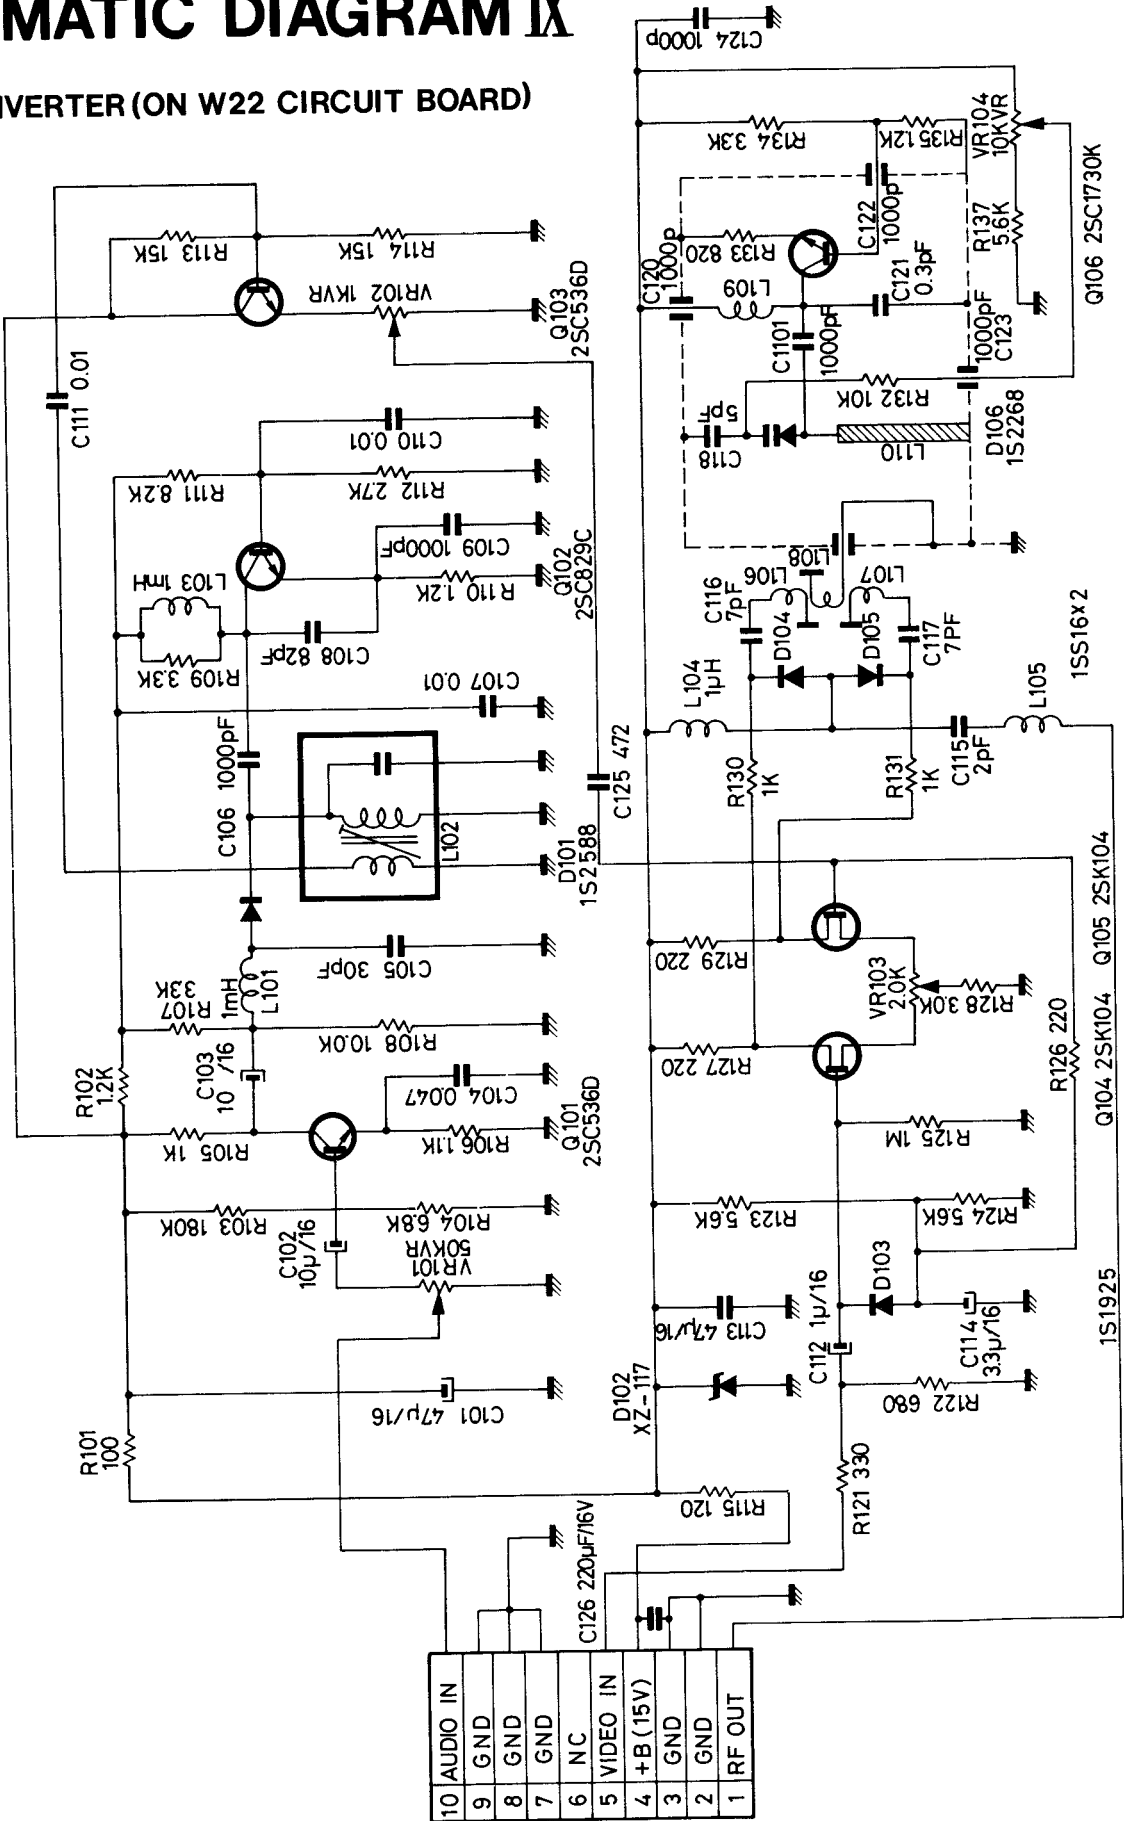 MATIC DIAGRAM IX
NVERTER (ON W22 CIRCUIT BOARD)
C124 1000p
R134 3.3K
R135 1.2K
VR104
10KVR
R137
5.6K
Q106 2SC1730K
C122
1000p
R133 820
C120
1000p
L109
C121
0.3pF
C1101
1000pF
1000pF
C123
R132 10K
C118
5pF
L110
D106
1S2268
R113 15K
R114 15K
VR102 1KVR
Q103
2SC536D
C111 0.01
C110 0.01
R111 8.2K
R112 2.7K
C109 1000pF
R110 1.2K
Q102
2SC829C
L103 1mH
R109 3.3K
C108 82pF
C107 0.01
C106 1000pF
L102
D101
1S2588
C125 472
L108
L106
L107
C116
7pF
D104
D105
C117
7PF
1SS16×2
L104
1μH
L105
R130
1K
R131
1K
C115
2pF
C105 30pF
1mH
L101
R107
3.3K
R108 10.0K
R102
1.2K
C103
10 /16
C104 0.047
R105 1K
R106 1.1K
Q101
2SC536D
R103 180K
R104 6.8K
C102
10μ/16
VR101
50KVR
C101 47μ/16
R101
100
R129 220
VR103
2.0K
R128 3.0K
R127 220
R126 220
Q104 2SK104 Q105 2SK104
R125 1M
R123 5.6K
R124 5.6K
D103
C113 47μ/16
C112 1μ/16
C114
3.3μ/16
1S1925
D102
XZ-117
R122 680
R121 330
R115 120
C126 220μF/16V
10 AUDIO IN
9 GND
8 GND
7 GND
6 NC
5 VIDEO IN
4 +B (15V)
3 GND
2 GND
1 RF OUT